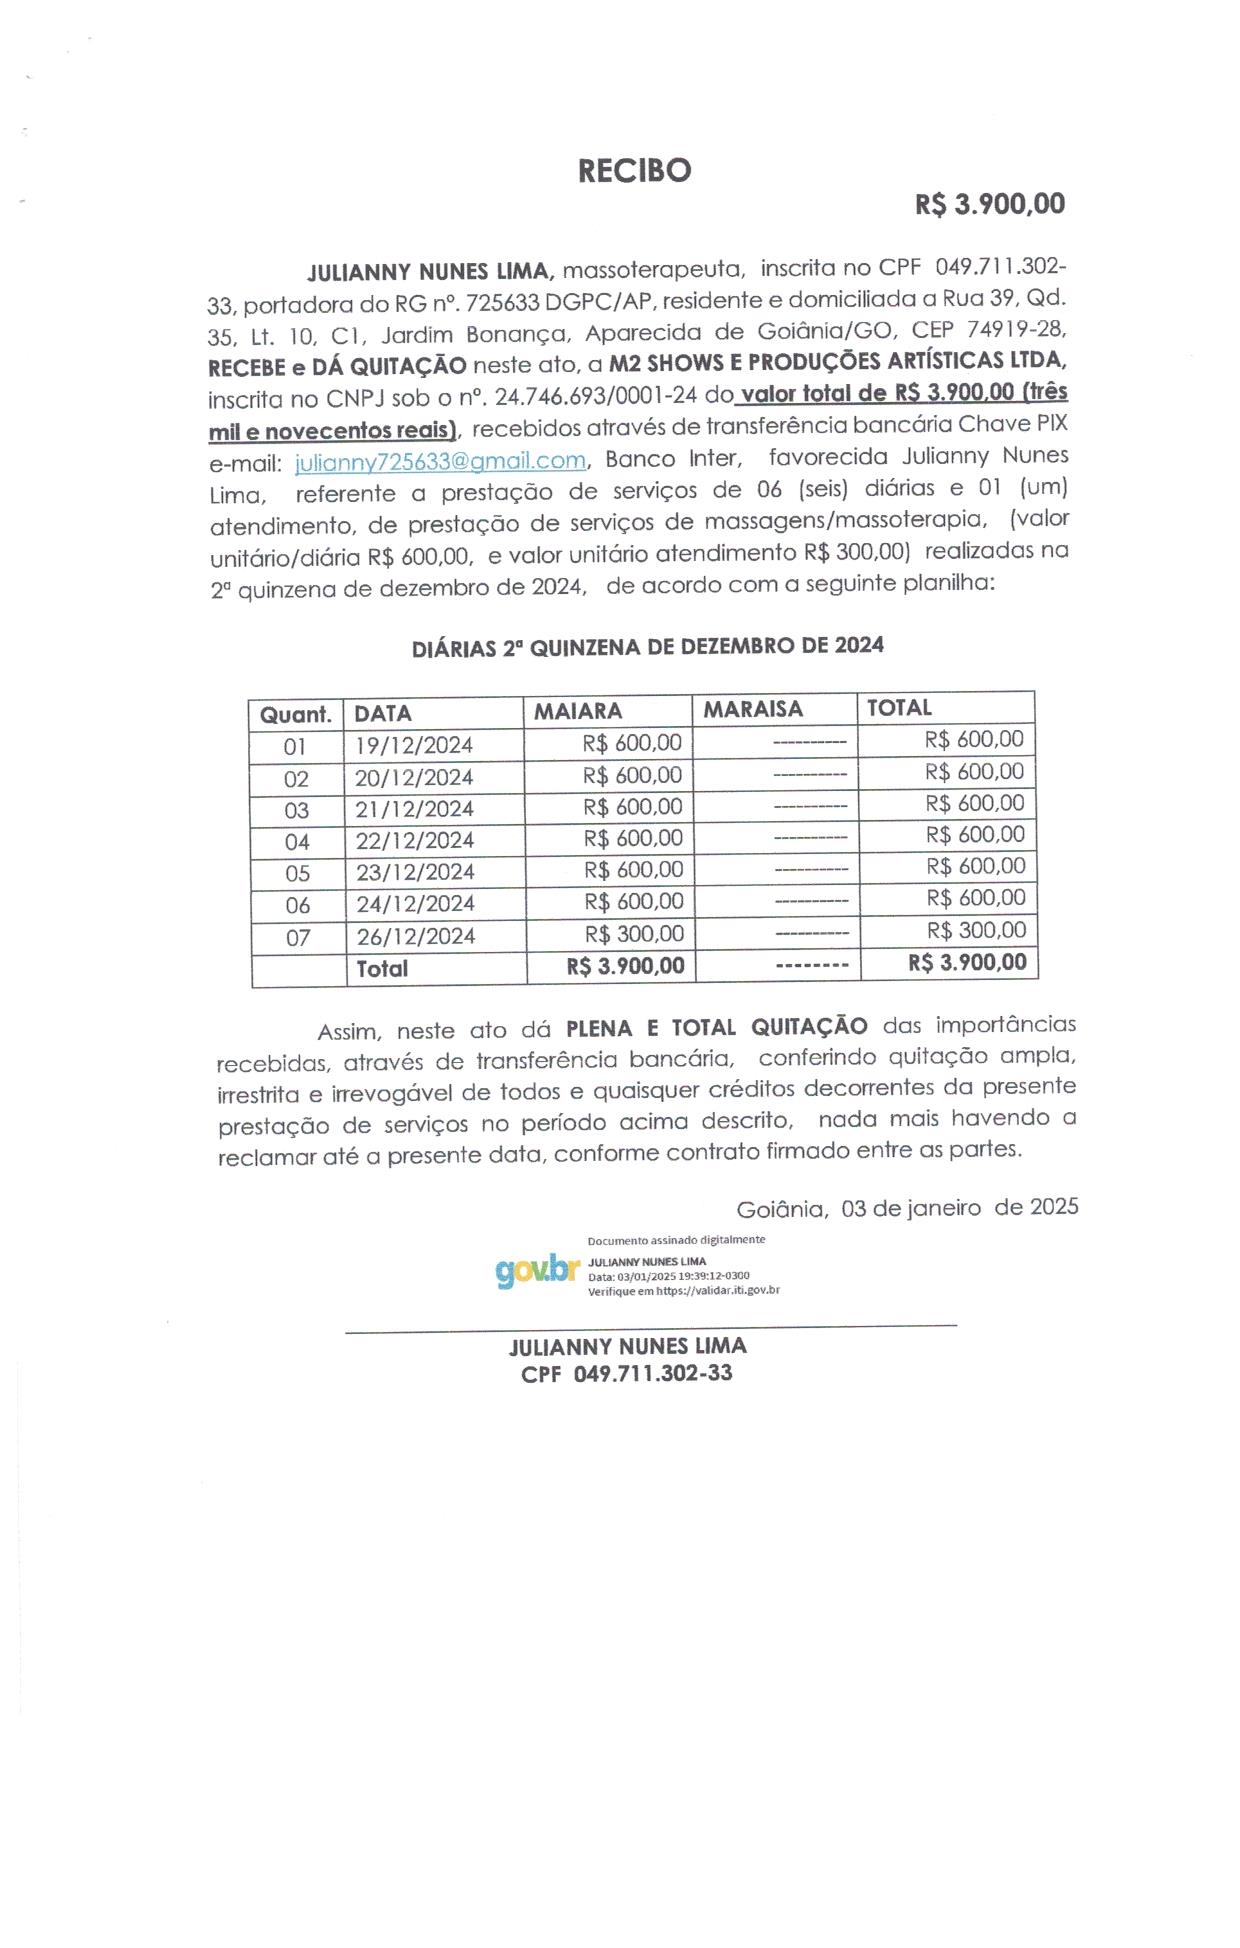 RECIBO
R$ 3.900,00
JULIANNY NUNES LIMA, massoterapeuta, inscrita no CPF 049.711.302-
33, portadora do RG nº. 725633 DGPC/AP, residente e domiciliada a Rua 39, Qd.
35, Lt. 10, C1, Jardim Bonança, Aparecida de Goiânia/GO, CEP 74919-28,
RECEBE e DÁ QUITAÇÃO neste ato, a M2 SHOWS E PRODUÇÕES ARTÍSTICAS LTDA,
inscrita no CNPJ sob o nº. 24.746.693/0001-24 do valor total de R$ 3.900,00 (três
mil e novecentos reais), recebidos através de transferência bancária Chave PIX
e-mail: julianny725633@gmail.com, Banco Inter, favorecida Julianny Nunes
Lima, referente a prestação de serviços de 06 (seis) diárias e 01 (um)
atendimento, de prestação de serviços de massagens/massoterapia, (valor
unitário/diária R$ 600,00, e valor unitário atendimento R$ 300,00) realizadas na
2ª quinzena de dezembro de 2024, de acordo com a seguinte planilha:
DIÁRIAS 2ª QUINZENA DE DEZEMBRO DE 2024
Quant. DATA MAIARA MARAISA TOTAL
01 19/12/2024 R$ 600,00 ---------- R$ 600,00
02 20/12/2024 R$ 600,00 ---------- R$ 600,00
03 21/12/2024 R$ 600,00 ---------- R$ 600,00
04 22/12/2024 R$ 600,00 ---------- R$ 600,00
05 23/12/2024 R$ 600,00 ---------- R$ 600,00
06 24/12/2024 R$ 600,00 ---------- R$ 600,00
07 26/12/2024 R$ 300,00 ---------- R$ 300,00
Total R$ 3.900,00 -------- R$ 3.900,00
Assim, neste ato dá PLENA E TOTAL QUITAÇÃO das importâncias
recebidas, através de transferência bancária, conferindo quitação ampla,
irrestrita e irrevogável de todos e quaisquer créditos decorrentes da presente
prestação de serviços no período acima descrito, nada mais havendo a
reclamar até a presente data, conforme contrato firmado entre as partes.
Goiânia, 03 de janeiro de 2025
Documento assinado digitalmente
gov.br JULIANNY NUNES LIMA
Data: 03/01/2025 19:39:12-0300
Verifique em https://validar.iti.gov.br
JULIANNY NUNES LIMA
CPF 049.711.302-33